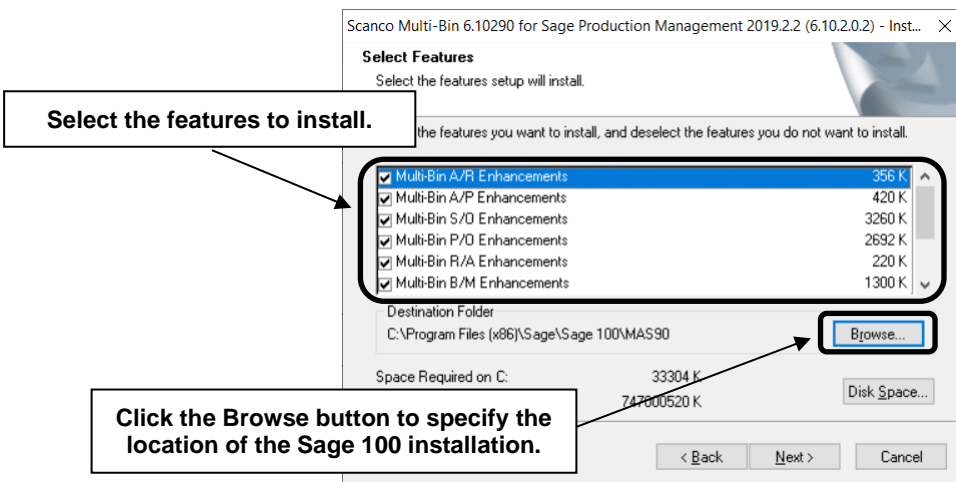 Scanco Multi-Bin 6.10290 for Sage Production Management 2019.2.2 (6.10.2.0.2) - Inst...
Select Features
Select the features setup will install.
Select the features to install.
the features you want to install, and deselect the features you do not want to install.
Multi-Bin A/R Enhancements 356 K
Multi-Bin A/P Enhancements 420 K
Multi-Bin S/O Enhancements 3260 K
Multi-Bin P/O Enhancements 2692 K
Multi-Bin R/A Enhancements 220 K
Multi-Bin B/M Enhancements 1300 K
Destination Folder
C:\Program Files (x86)\Sage\Sage 100\MAS90
Browse...
Space Required on C: 33304 K
747000520 K
Disk Space...
Click the Browse button to specify the
location of the Sage 100 installation.
< Back
Next >
Cancel